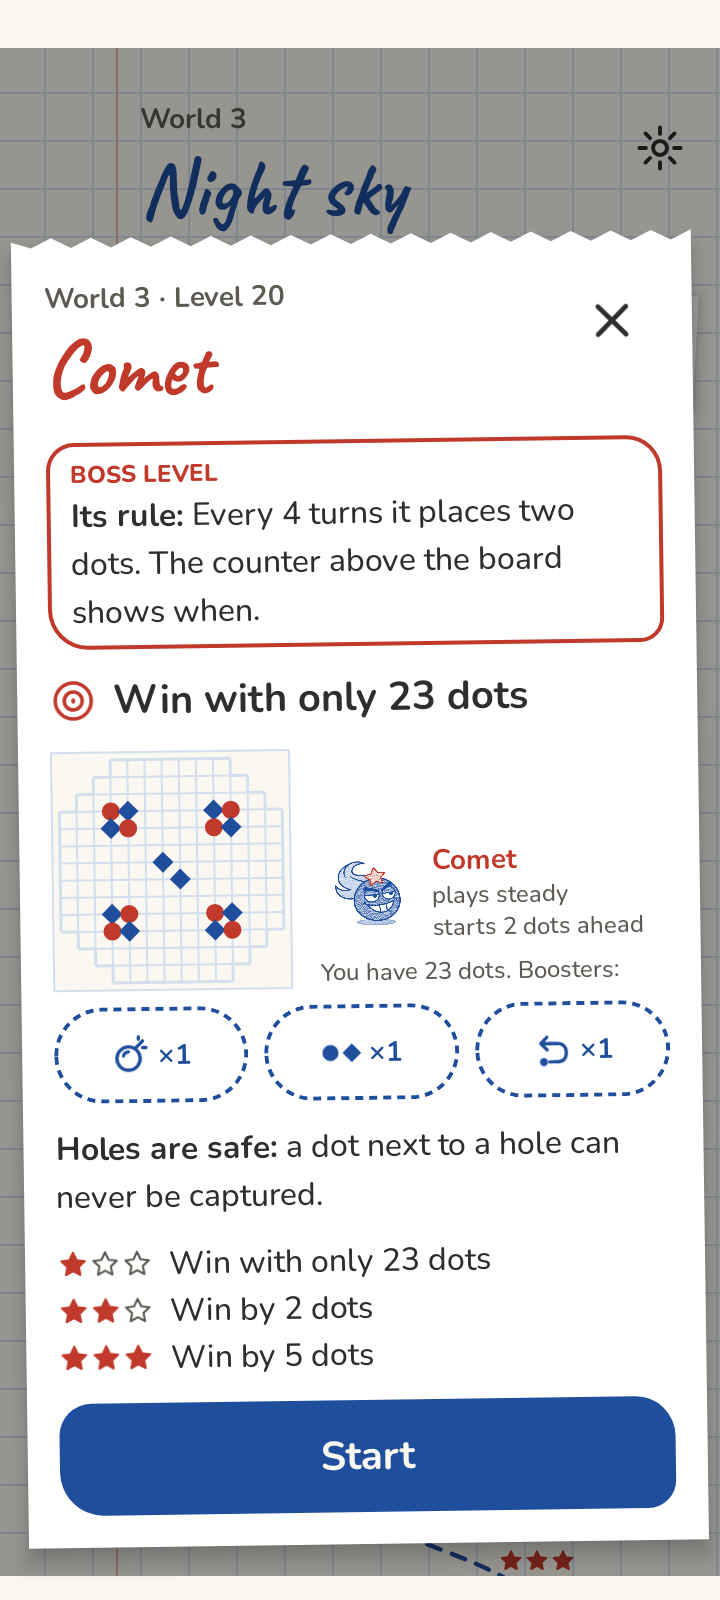 World 3
Night sky
World 3 · Level 20
Comet
BOSS LEVEL
Its rule: Every 4 turns it places two
dots. The counter above the board
shows when.
Win with only 23 dots
Comet
plays steady
starts 2 dots ahead
You have 23 dots. Boosters:
×1
×1
×1
Holes are safe: a dot next to a hole can
never be captured.
Win with only 23 dots
Win by 2 dots
Win by 5 dots
Start